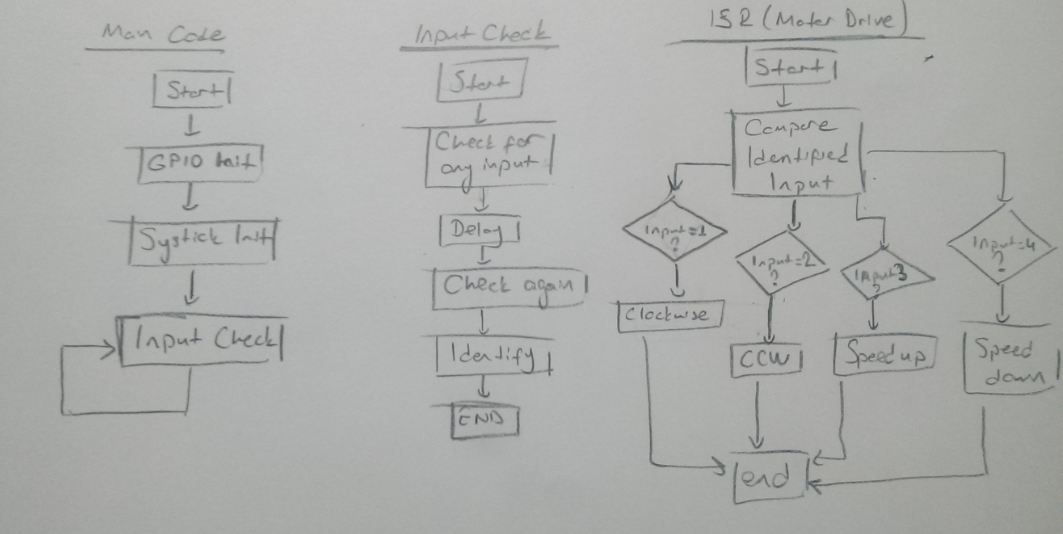 Main Code
Start
GPIO Init
Systick Init
Input Check
Input Check
Start
Check for
any input
Delay
Check again
Identify
END
ISR (Motor Drive)
Start
Compare
Identified
Input
Input=1
?
Input=2
?
Input=3
?
Input=4
?
Clockwise
CCW
Speed up
Speed
down
end